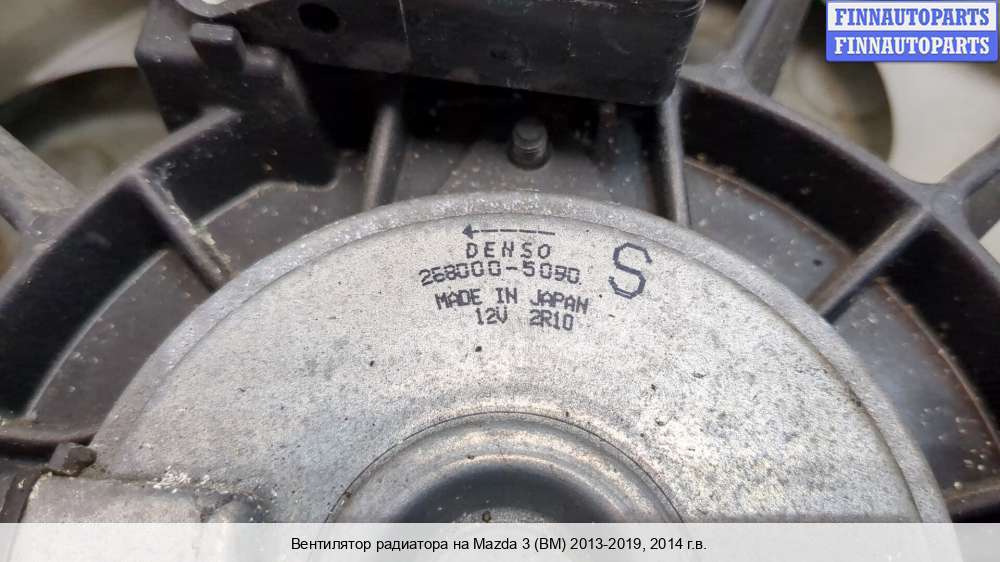 FINNAUTOPARTS
FINNAUTOPARTS
DENSO
268000-5090
S
MADE IN JAPAN
12V 2R10
Вентилятор радиатора на Mazda 3 (BM) 2013-2019, 2014 г.в.